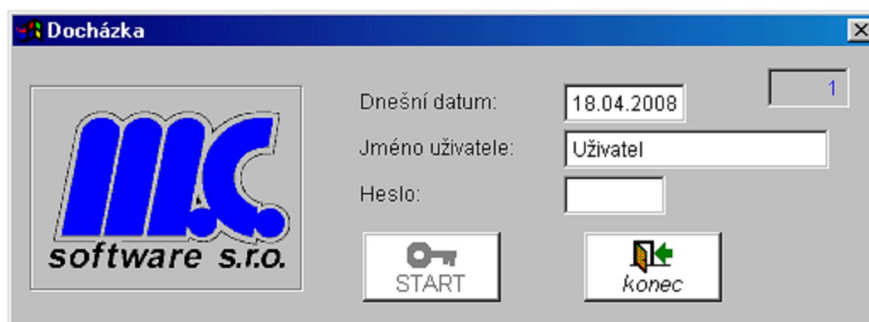 Docházka
Dnešní datum:
18.04.2008
1
Jméno uživatele:
Uživatel
Heslo:
m.c.
software s.r.o.
START
konec